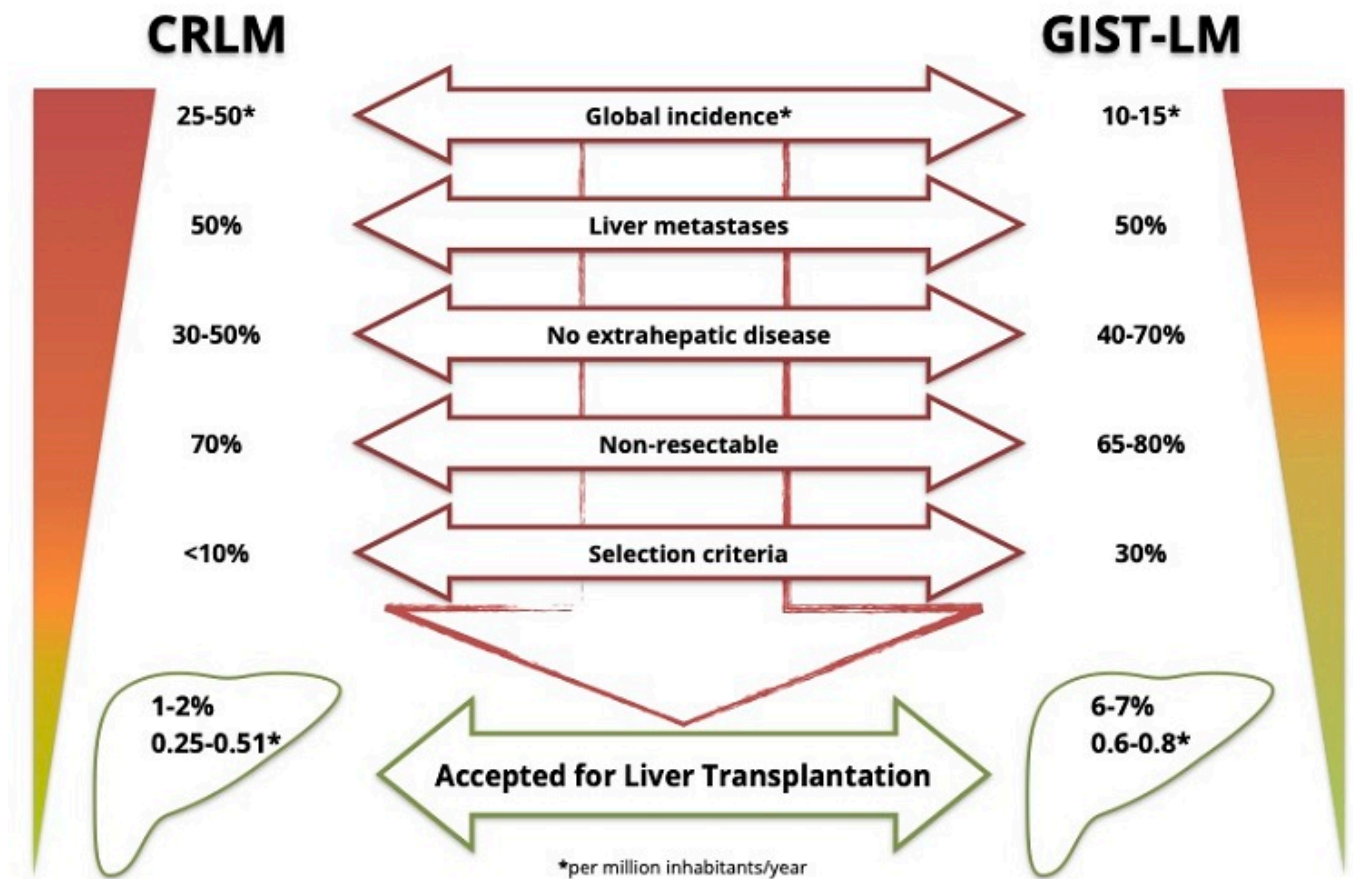 CRLM GIST-LM
25-50* Global incidence* 10-15*
50% Liver metastases 50%
30-50% No extrahepatic disease 40-70%
70% Non-resectable 65-80%
<10% Selection criteria 30%
1-2% 6-7%
0.25-0.51* 0.6-0.8*
Accepted for Liver Transplantation
*per million inhabitants/year